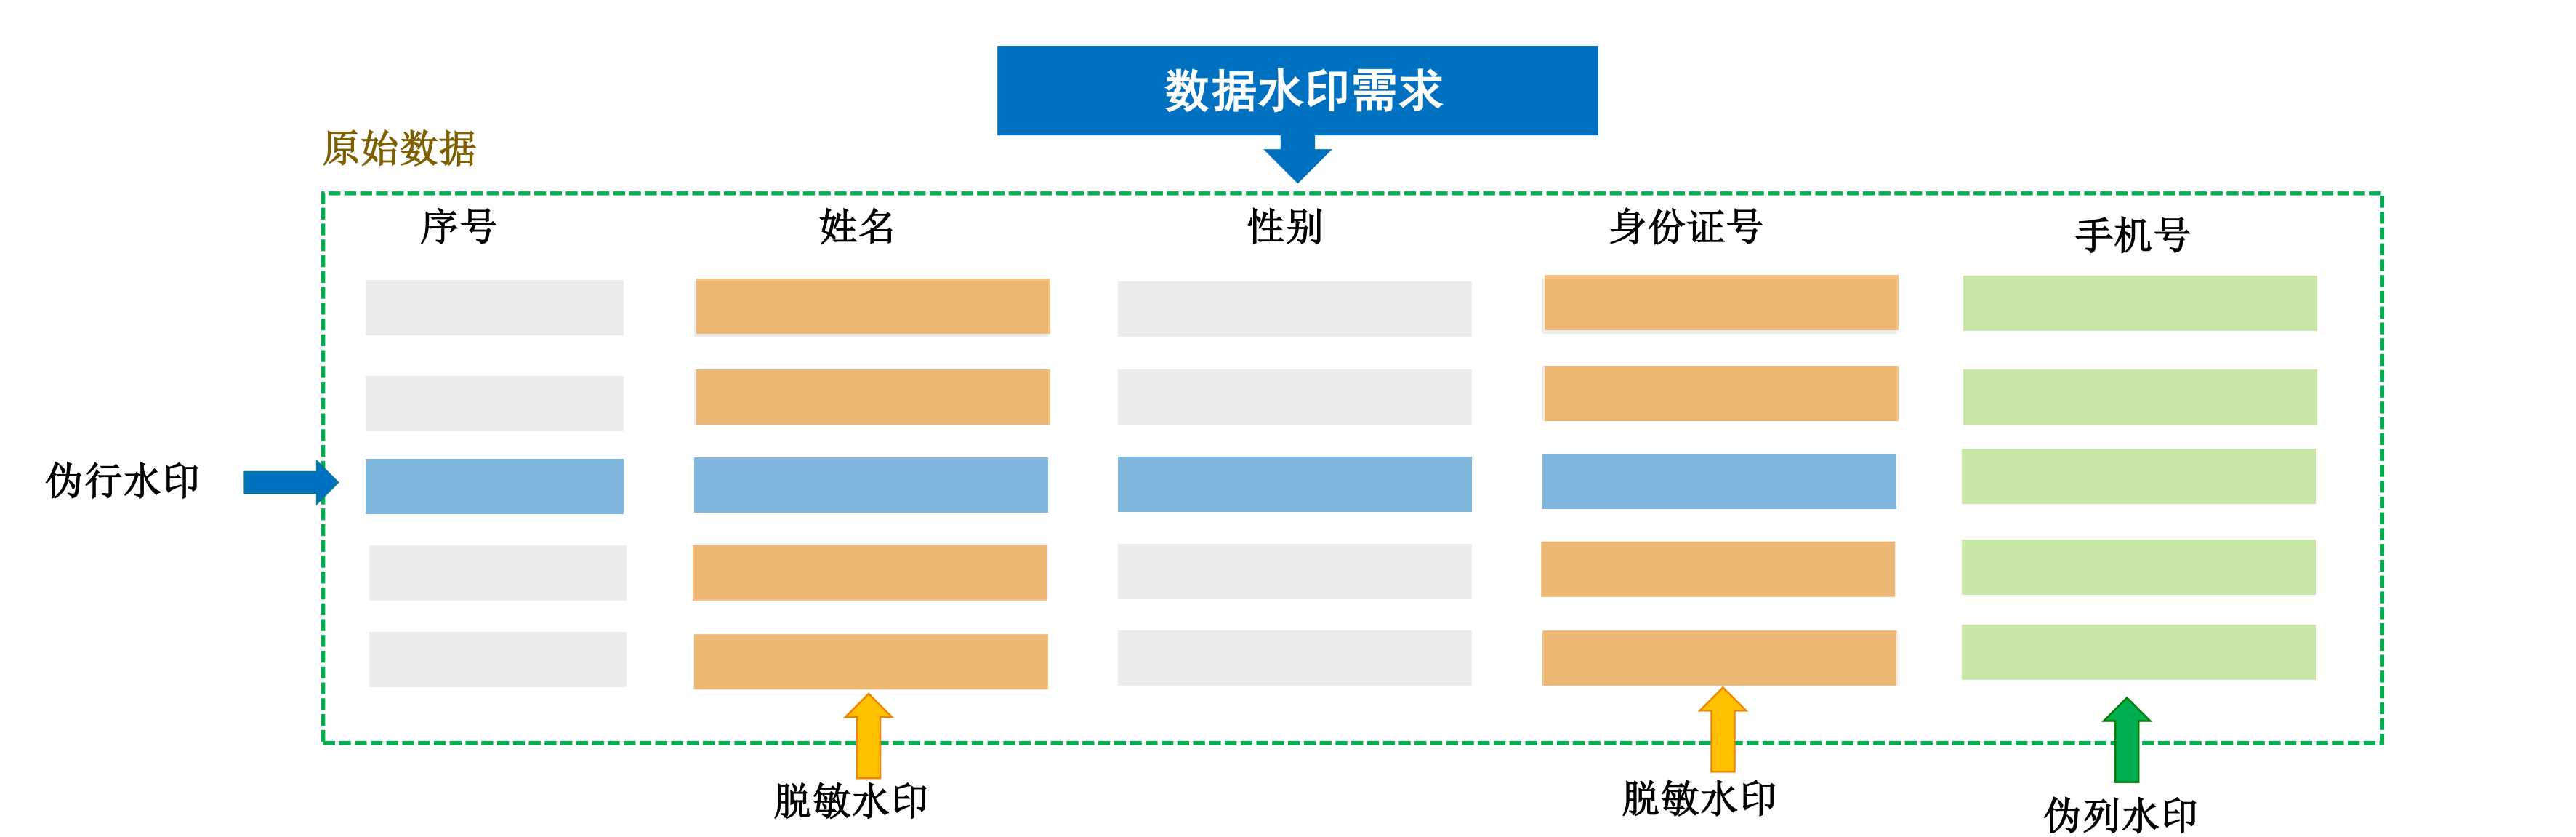 数据水印需求
原始数据
序号
姓名
性别
身份证号
手机号
伪行水印
脱敏水印
脱敏水印
伪列水印